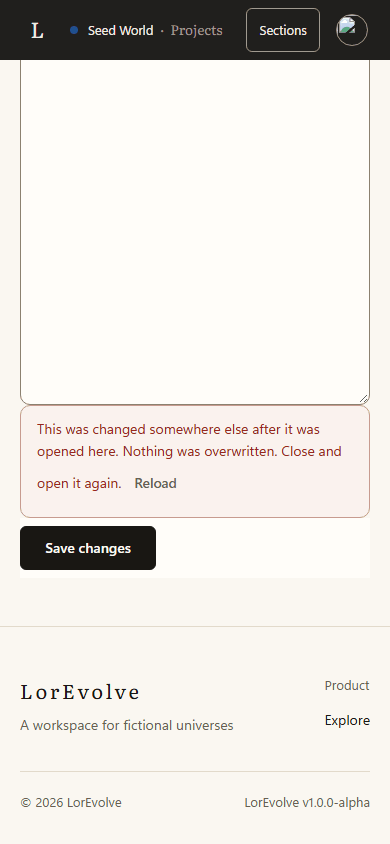 L Seed World · Projects Sections
This was changed somewhere else after it was
opened here. Nothing was overwritten. Close and
open it again. Reload
Save changes
LorEvolve
Product
A workspace for fictional universes
Explore
© 2026 LorEvolve LorEvolve v1.0.0-alpha